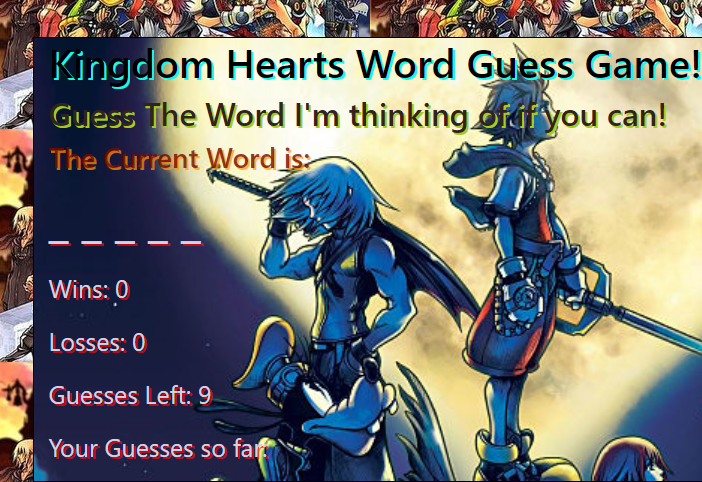 Kingdom Hearts Word Guess Game!
Guess The Word I'm thinking of if you can!
The Current Word is:
_ _ _ _ _
Wins: 0
Losses: 0
Guesses Left: 9
Your Guesses so far: